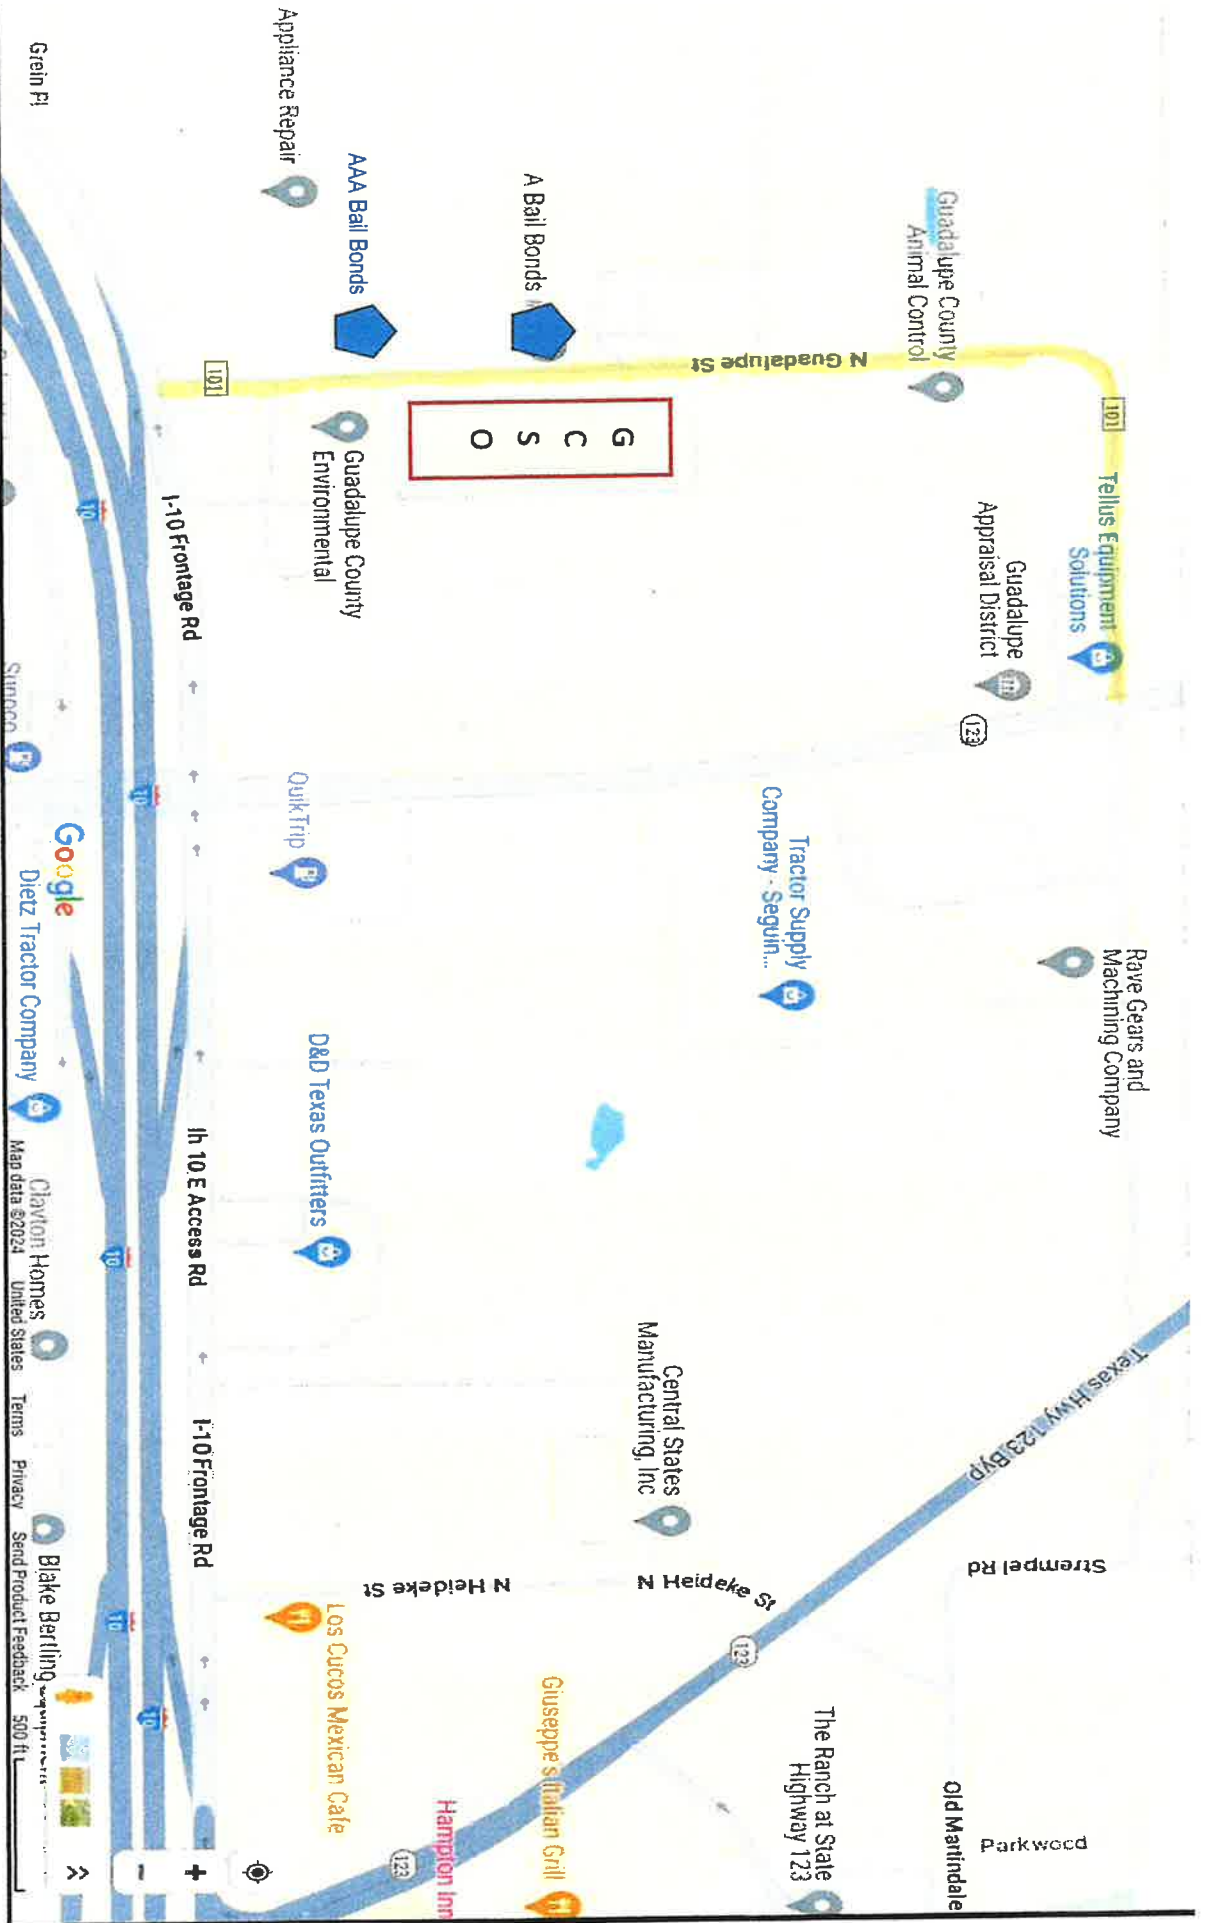 Texas Hwy 123 Byp
Strempel Rd
Old Martindale
Parkwood
101
Tellus Equipment
Solutions
Rave Gears and
Machining Company
Guadalupe
Appraisal District
123
Guadalupe County
Animal Control
N Guadalupe St
Tractor Supply
Company - Seguin...
The Ranch at State
Highway 123
123
N Heideke St
Central States
Manufacturing, Inc
G
C
S
O
A Bail Bonds
Giuseppe's Italian Grill
N Heideke St
Hampton Inn
123
AAA Bail Bonds
Guadalupe County
Environmental
D&D Texas Outfitters
Los Cucos Mexican Cafe
Appliance Repair
QuikTrip
101
I-10 Frontage Rd
Ih 10 E Access Rd
I-10 Frontage Rd
10
10
10
10
10
Grein Pl
Google
Sunoco
Dietz Tractor Company
Clayton Homes
Blake Bertling
Map data ©2024 United States Terms Privacy Send Product Feedback 500 ft